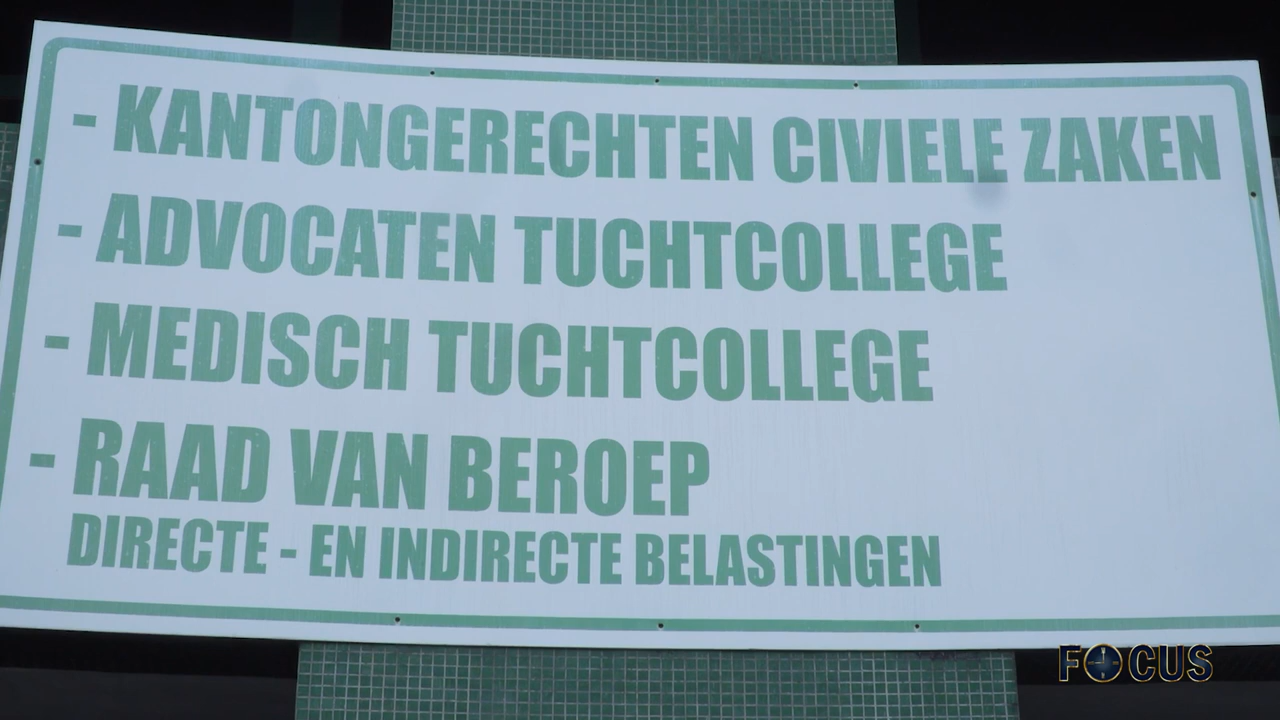 - KANTONGERECHTEN CIVIELE ZAKEN
- ADVOCATEN TUCHTCOLLEGE
- MEDISCH TUCHTCOLLEGE
- RAAD VAN BEROEP
DIRECTE - EN INDIRECTE BELASTINGEN
FOCUS